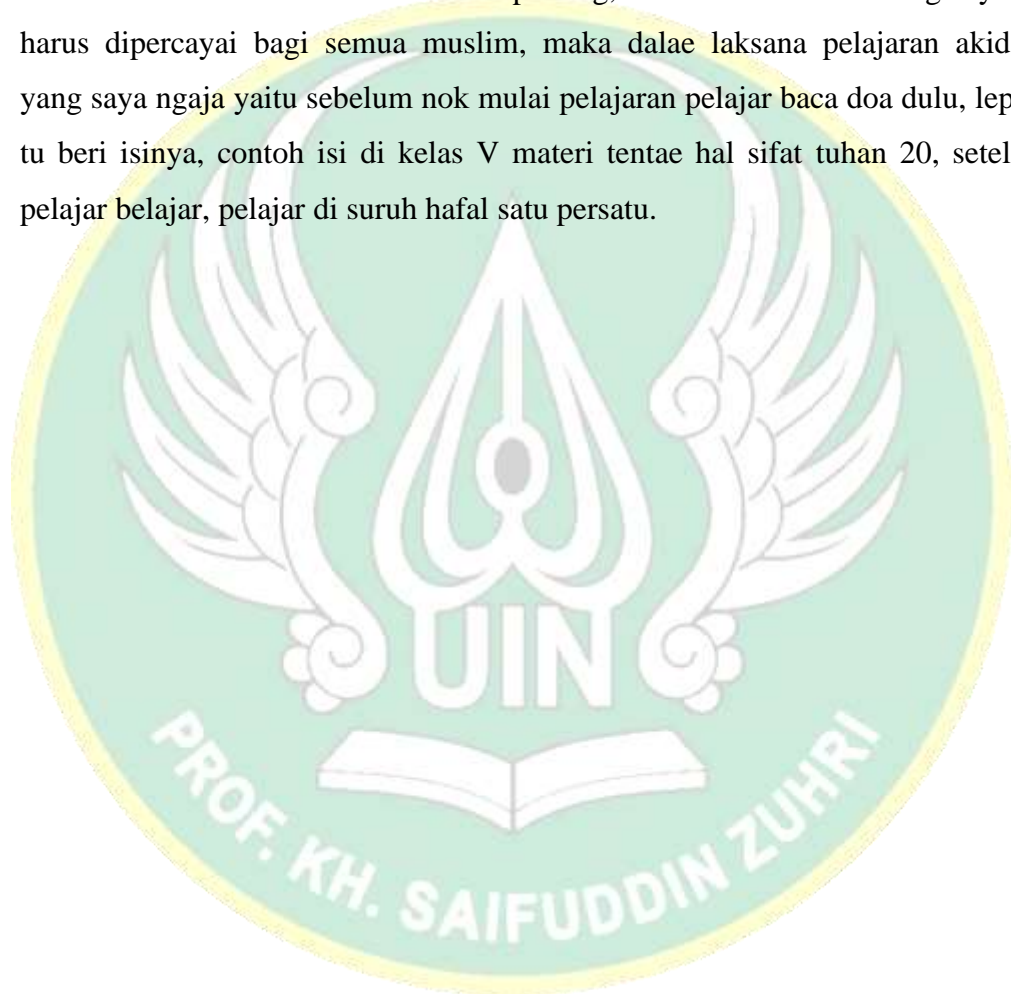 harus dipercayai bagi semua muslim, maka dalae laksana pelajaran akid
yang saya ngaja yaitu sebelum nok mulai pelajaran pelajar baca doa dulu, lep
tu beri isinya, contoh isi di kelas V materi tentae hal sifat tuhan 20, setel
pelajar belajar, pelajar di suruh hafal satu persatu.
UIN
PROF. KH. SAIFUDDIN ZUHRI